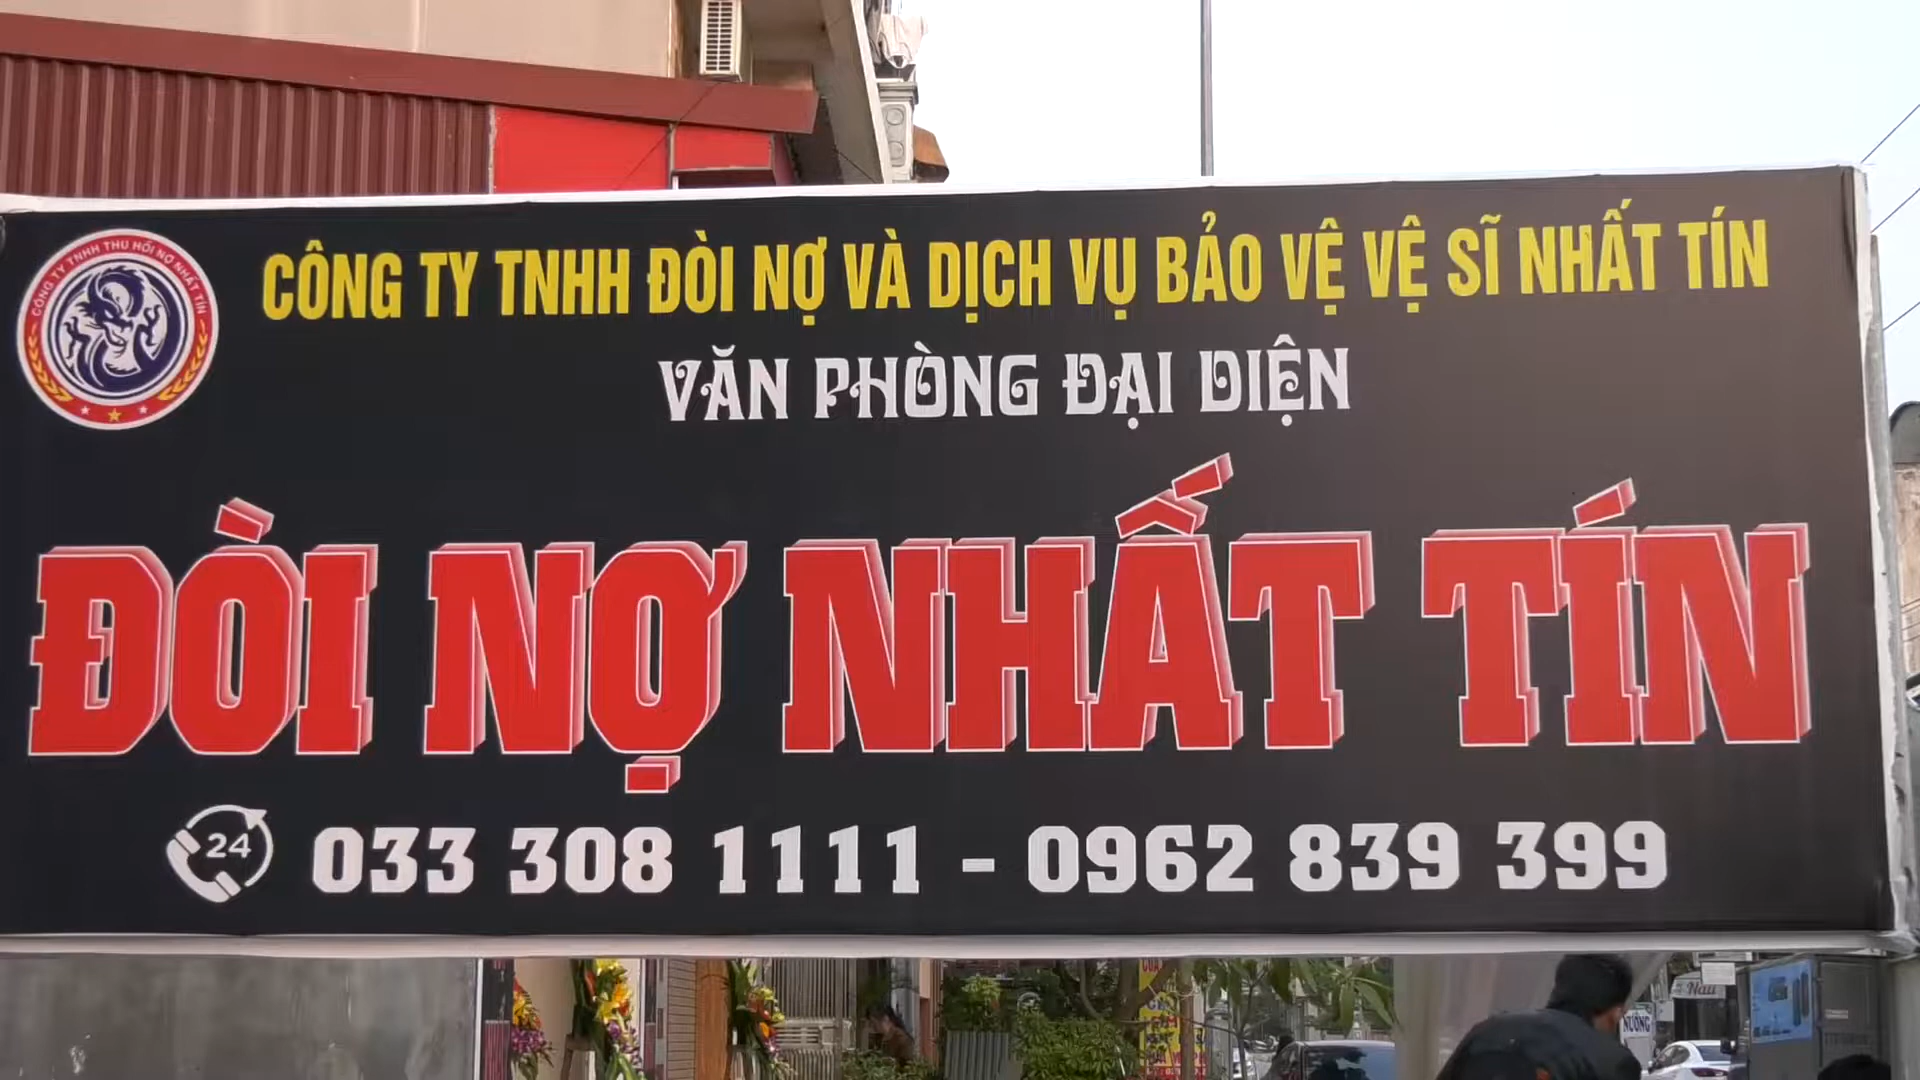 CÔNG TY TNHH THU HỒI NỢ NHẤT TÍN
CÔNG TY TNHH ĐÒI NỢ VÀ DỊCH VỤ BẢO VỆ VỆ SĨ NHẤT TÍN
VĂN PHÒNG ĐẠI DIỆN
ĐÒI NỢ NHẤT TÍN
24 033 308 1111 - 0962 839 399
NƯỚNG